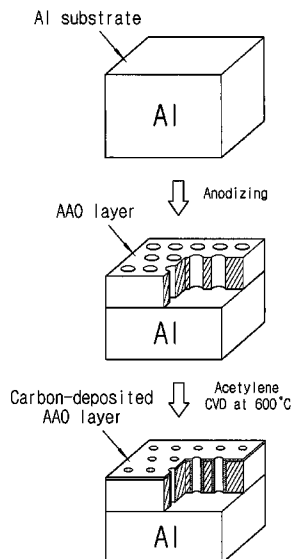 Al substrate
Al
Anodizing
AAO layer
Al
Acetylene
CVD at 600°C
Carbon-deposited
AAO layer
Al